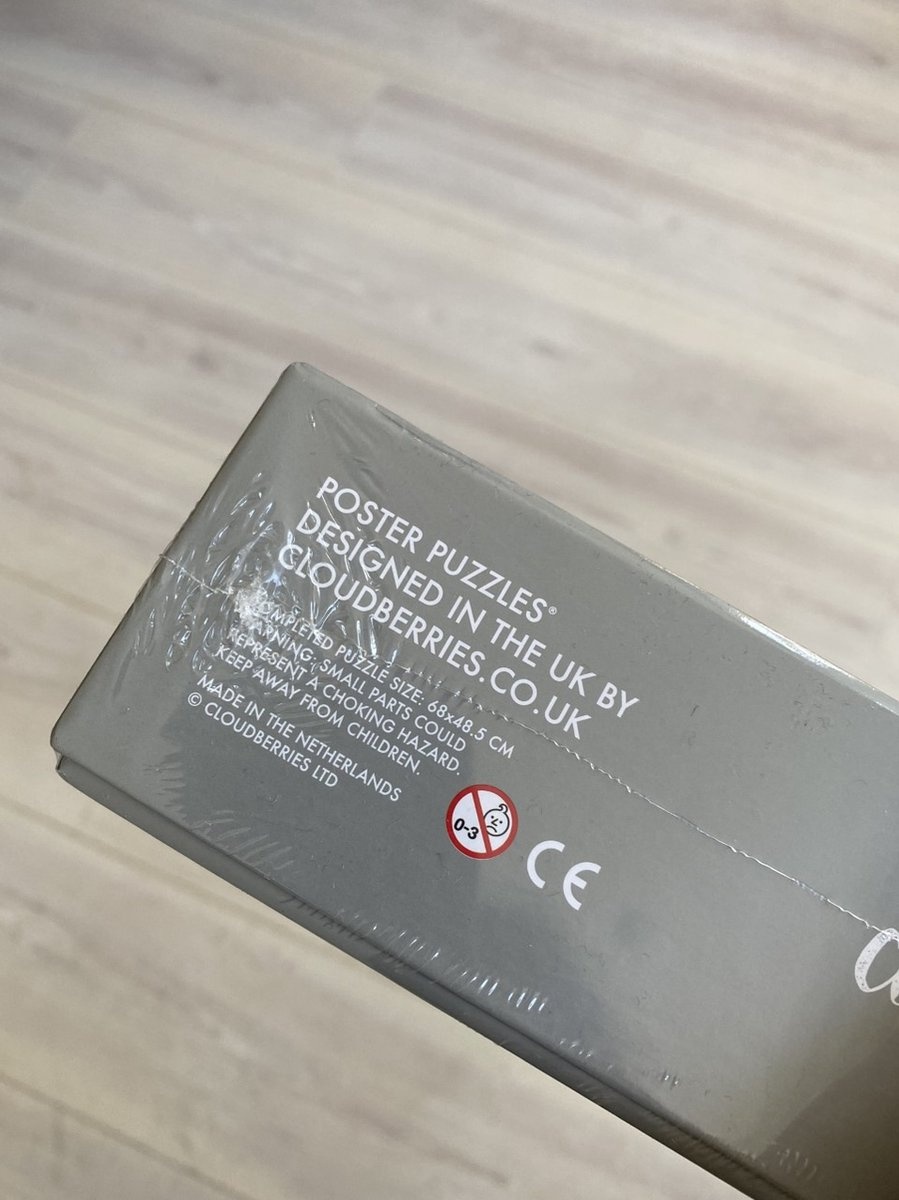 POSTER PUZZLES®
DESIGNED IN THE UK BY
CLOUDBERRIES.CO.UK
COMPLETED PUZZLE SIZE: 68x48.5 CM
WARNING: SMALL PARTS COULD
REPRESENT A CHOKING HAZARD.
KEEP AWAY FROM CHILDREN.
MADE IN THE NETHERLANDS
© CLOUDBERRIES LTD
0-3
CE